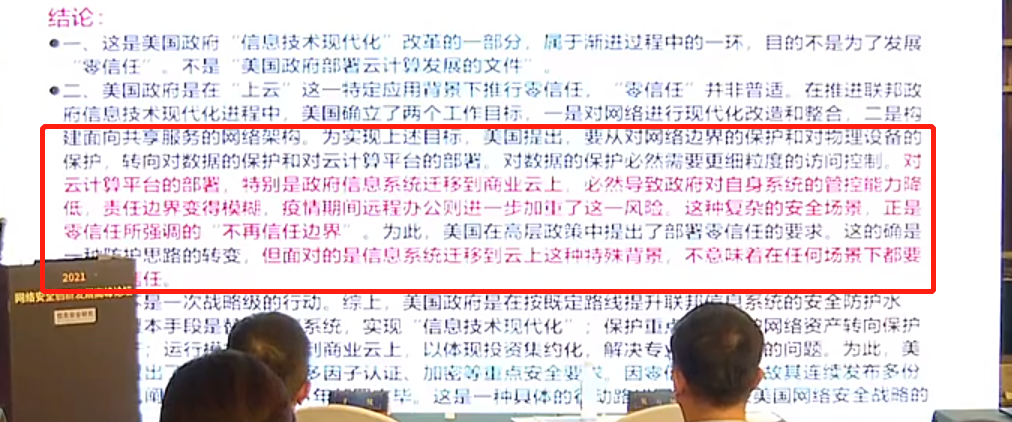 结论：
●一、这是美国政府“信息技术现代化”改革的一部分，属于渐进过程中的一环，目的不是为了发展
“零信任”。不是“美国政府部署云计算发展的文件”。
●二、美国政府是在“上云”这一特定应用背景下推行零信任，“零信任”并非普适。在推进联邦政
府信息技术现代化进程中，美国确立了两个工作目标，一是对网络进行现代化改造和整合，二是构
建面向共享服务的网络架构。为实现上述目标，美国提出，要从对网络边界的保护和对物理设备的
保护，转向对数据的保护和对云计算平台的部署。对数据的保护必然需要更细粒度的访问控制。对
云计算平台的部署，特别是政府信息系统迁移到商业云上，必然导致政府对自身系统的管控能力降
低，责任边界变得模糊，疫情期间远程办公则进一步加重了这一风险。这种复杂的安全场景，正是
零信任所强调的“不再信任边界”。为此，美国在高层政策中提出了部署零信任的要求。这的确是
一种防护思路的转变，但面对的是信息系统迁移到云上这种特殊背景，不意味着在任何场景下都要
信任。
是一次战略级的行动。综上，美国政府是在按既定路线提升联邦信息系统的安全防护水
本手段是 系统，实现“信息技术现代化”；保护重点 的网络资产转向保护
；运行 到商业云上，以体现投资集约化，解决专 的问题。为此，美
出了 多因子认证、加密等重点安全要求。因零信 故其连续发布多份
年 毕。这是一种具体的行动路 美国网络安全战略的
2021
网络安全创新发展高峰论坛